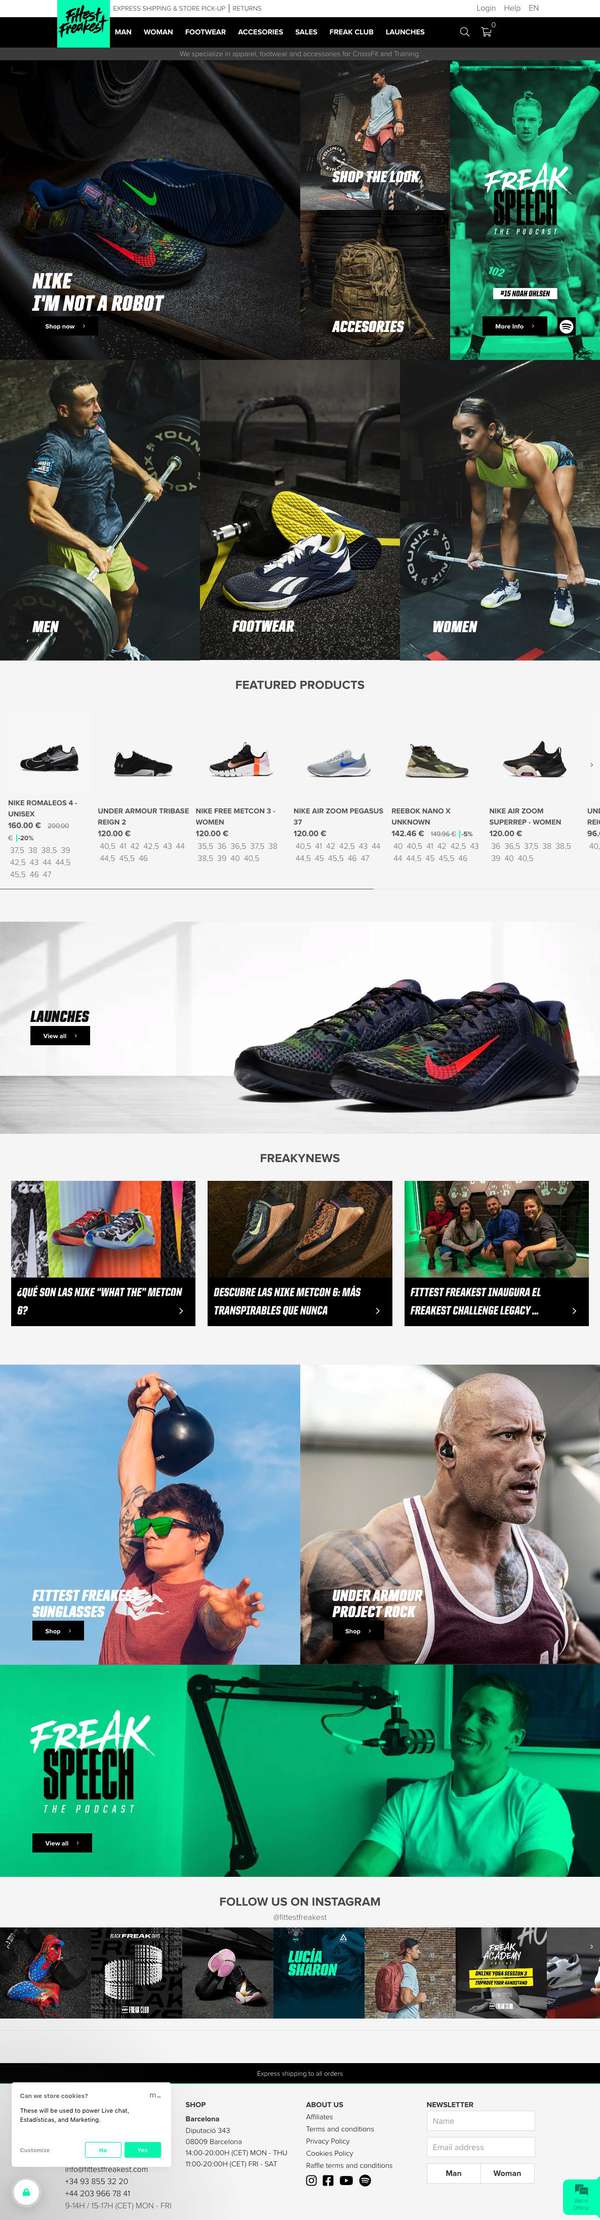 Fittest
Freakest
EXPRESS SHIPPING & STORE PICK-UP | RETURNS
Login Help EN
MAN WOMAN FOOTWEAR ACCESORIES SALES FREAK CLUB LAUNCHES
0
We specialize in apparel, footwear and accessories for CrossFit and Training
NIKE
I'M NOT A ROBOT
Shop now
SHOP THE LOOK
ACCESORIES
FREAK
SPEECH
THE PODCAST
102
#15 NOAH OHLSEN
More Info
MEN
FOOTWEAR
WOMEN
FEATURED PRODUCTS
NIKE ROMALEOS 4 -
UNISEX
160.00 € 200.00
€ |-20%
37,5 38 38,5 39
42,5 43 44 44,5
45,5 46 47
UNDER ARMOUR TRIBASE
REIGN 2
120.00 €
40,5 41 42 42,5 43 44
44,5 45,5 46
NIKE FREE METCON 3 -
WOMEN
120.00 €
35,5 36 36,5 37,5 38
38,5 39 40 40,5
NIKE AIR ZOOM PEGASUS
37
120.00 €
40,5 41 42 42,5 43 44
44,5 45 45,5 46 47
REEBOK NANO X
UNKNOWN
142.46 € 149.96 € |-5%
40 40,5 41 42 42,5 43
44 44,5 45 45,5 46
NIKE AIR ZOOM
SUPERREP - WOMEN
120.00 €
36 36,5 37,5 38 38,5
39 40 40,5
LAUNCHES
View all
FREAKYNEWS
¿QUÉ SON LAS NIKE “WHAT THE” METCON
6?
DESCUBRE LAS NIKE METCON 6: MÁS
TRANSPIRABLES QUE NUNCA
FITTEST FREAKEST INAUGURA EL
FREAKEST CHALLENGE LEGACY ...
FITTEST FREAKEST
SUNGLASSES
Shop
UNDER ARMOUR
PROJECT ROCK
Shop
FREAK
SPEECH
THE PODCAST
View all
FOLLOW US ON INSTAGRAM
@fittestfreakest
BLACK FREAK DAYS
FREAK CLUB
LUCÍA
SHARON
FREAK
ACADEMY
ONLINE YOGA SESSION 3
IMPROVE YOUR HANDSTAND
FREAK CLUB
Express shipping to all orders
Can we store cookies?
These will be used to power Live chat,
Estadísticas, and Marketing.
Customize No Yes
info@fittestfreakest.com
+34 93 855 32 20
+44 203 966 78 41
9-14H / 15-17H (CET) MON - FRI
SHOP
Barcelona
Diputació 343
08009 Barcelona
14:00-20:00H (CET) MON - THU
11:00-20:00H (CET) FRI - SAT
ABOUT US
Affiliates
Terms and conditions
Privacy Policy
Cookies Policy
Raffle terms and conditions
NEWSLETTER
Name
Email address
Man Woman